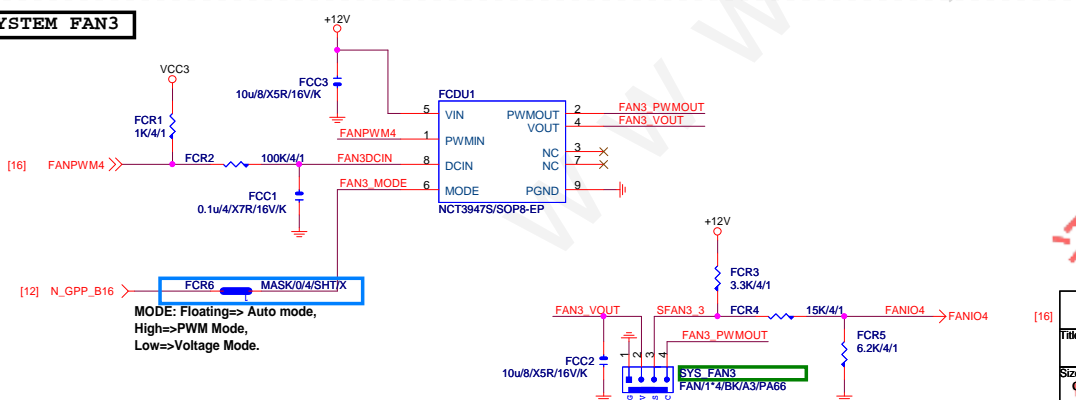 YSTEM FAN3
+12V
VCC3
FCC3
10u/8/X5R/16V/K
FCDU1
FCR1
1K/4/1
5 VIN
PWMOUT 2 FAN3_PWMOUT
VOUT 4 FAN3_VOUT
FANPWM4 1 PWMIN
NC 3
[16] FANPWM4 FCR2 100K/4/1 FAN3DCIN 8 DCIN
NC 7
FAN3_MODE 6 MODE
PGND 9
FCC1
0.1u/4/X7R/16V/K
NCT3947S/SOP8-EP
+12V
[12] N_GPP_B16 FCR6 MASK/0/4/SHT/X
MODE: Floating=> Auto mode,
High=>PWM Mode,
Low=>Voltage Mode.
FCR3
3.3K/4/1
FAN3_VOUT SFAN3_3 FCR4 15K/4/1 FANIO4 FANIO4 [16]
FAN3_PWMOUT
FCR5
6.2K/4/1
FCC2
10u/8/X5R/16V/K
1 2 3 4
SYS_FAN3
FAN/1*4/BK/A3/PA66
G V S C
Title
Size
w w w